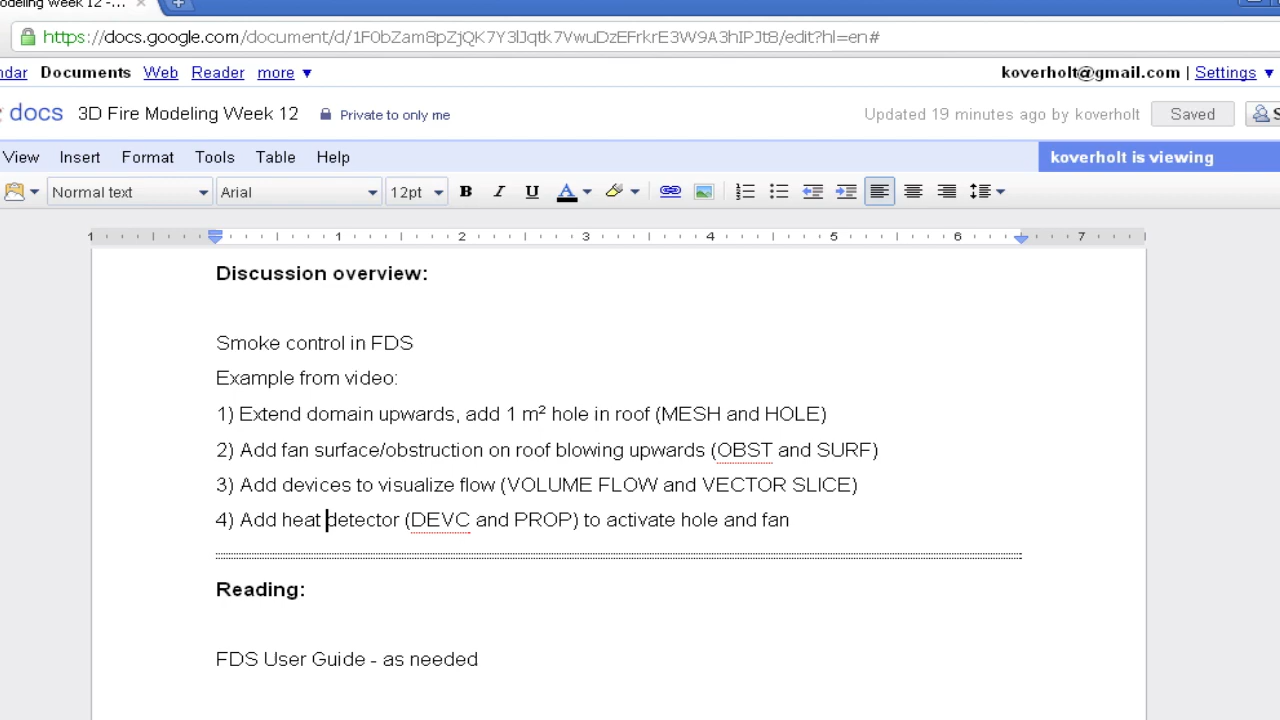 odeling Week 12 -...
https://docs.google.com/document/d/1F0bZam8pZjQK7Y3lJqtk7VwuDzEFrkrE3W9A3hIPJt8/edit?hl=en#
ndar Documents Web Reader more ▼ koverholt@gmail.com | Settings ▼
docs 3D Fire Modeling Week 12 Private to only me Updated 19 minutes ago by koverholt Saved S
View Insert Format Tools Table Help koverholt is viewing
Normal text Arial 12pt B I U A
1 1 2 3 4 5 6 7
Discussion overview:
Smoke control in FDS
Example from video:
1) Extend domain upwards, add 1 m² hole in roof (MESH and HOLE)
2) Add fan surface/obstruction on roof blowing upwards (OBST and SURF)
3) Add devices to visualize flow (VOLUME FLOW and VECTOR SLICE)
4) Add heat detector (DEVC and PROP) to activate hole and fan
Reading:
FDS User Guide - as needed